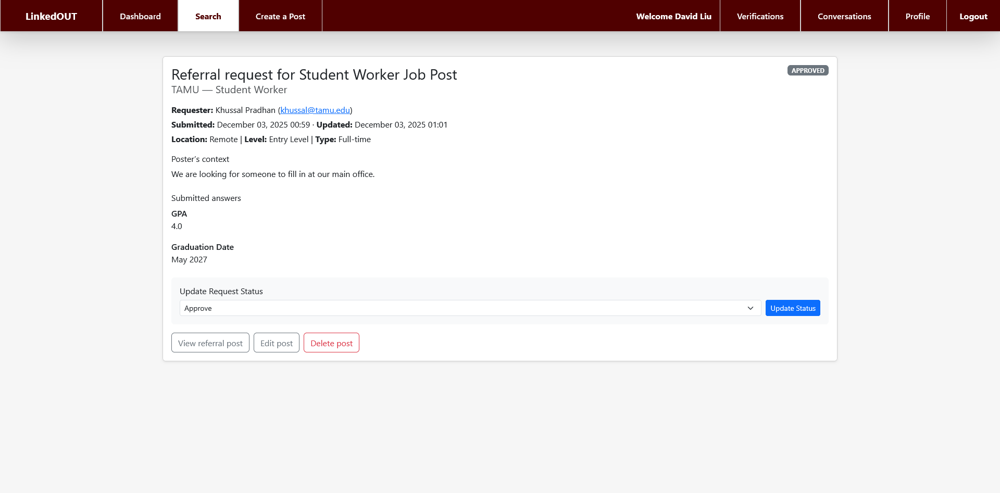 LinkedOUT Dashboard Search Create a Post Welcome David Liu Verifications Conversations Profile Logout
Referral request for Student Worker Job Post APPROVED
TAMU — Student Worker
Requester: Khussal Pradhan (khussal@tamu.edu)
Submitted: December 03, 2025 00:59 · Updated: December 03, 2025 01:01
Location: Remote | Level: Entry Level | Type: Full-time
Poster’s context
We are looking for someone to fill in at our main office.
Submitted answers
GPA
4.0
Graduation Date
May 2027
Update Request Status
Approve Update Status
View referral post Edit post Delete post